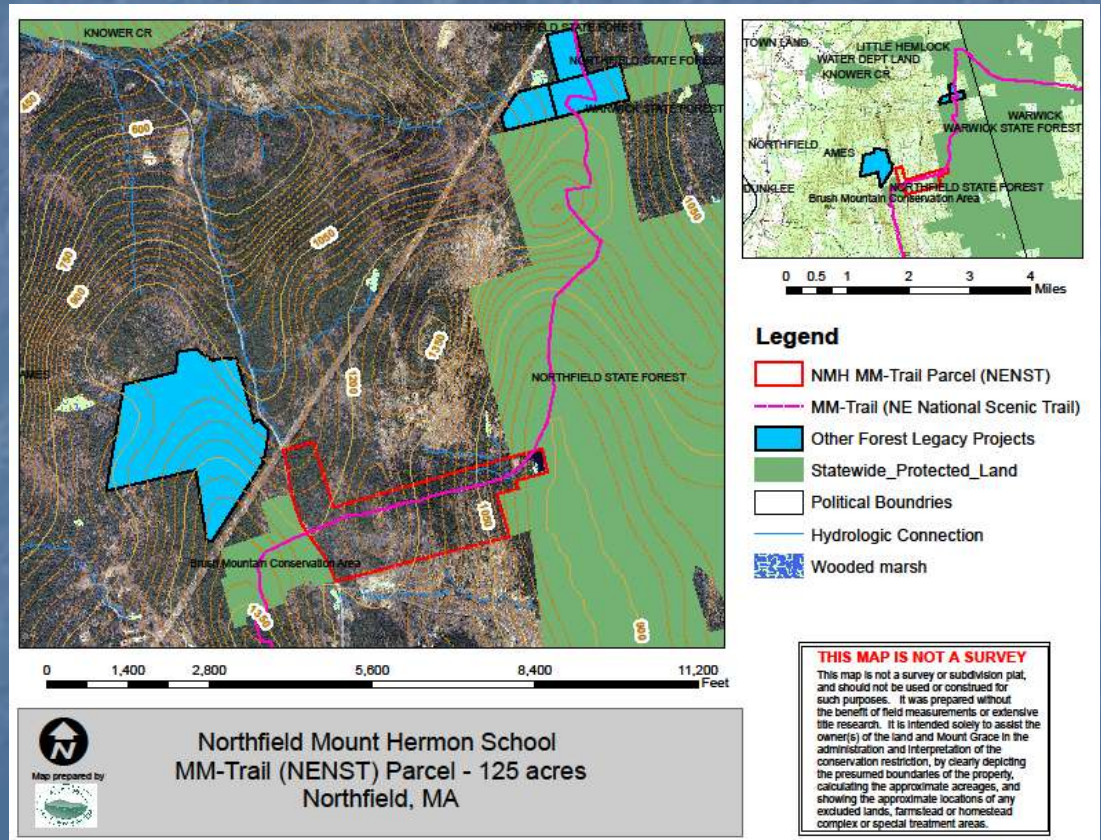 KNOWER CR
NORTHFIELD STATE FOREST
NORTHFIELD STATE FOREST
WARWICK STATE FOREST
450
600
1050
1050
750
900
1350
1200
AMES
NORTHFIELD STATE FOREST
1050
Brush Mountain Conservation Area
1350
900
0 1,400 2,800 5,600 8,400 11,200
Feet
TOWN LAND
LITTLE HEMLOCK
WATER DEPT LAND
KNOWER CR
WARWICK
WARWICK STATE FOREST
NORTHFIELD
AMES
DUNKLEE
NORTHFIELD STATE FOREST
Brush Mountain Conservation Area
0 0.5 1 2 3 4
Miles
Legend
NMH MM-Trail Parcel (NENST)
MM-Trail (NE National Scenic Trail)
Other Forest Legacy Projects
Statewide_Protected_Land
Political Boundries
Hydrologic Connection
Wooded marsh
THIS MAP IS NOT A SURVEY
This map is not a survey or subdivision plat,
and should not be used or construed for
such purposes. It was prepared without
the benefit of field measurements or extensive
title research. It is intended solely to assist the
owner(s) of the land and Mount Grace in the
administration and interpretation of the
conservation restriction, by clearly depicting
the presumed boundaries of the property,
calculating the approximate acreages, and
showing the approximate locations of any
excluded lands, farmstead or homestead
complex or special treatment areas.
N
Map prepared by
Northfield Mount Hermon School
MM-Trail (NENST) Parcel - 125 acres
Northfield, MA